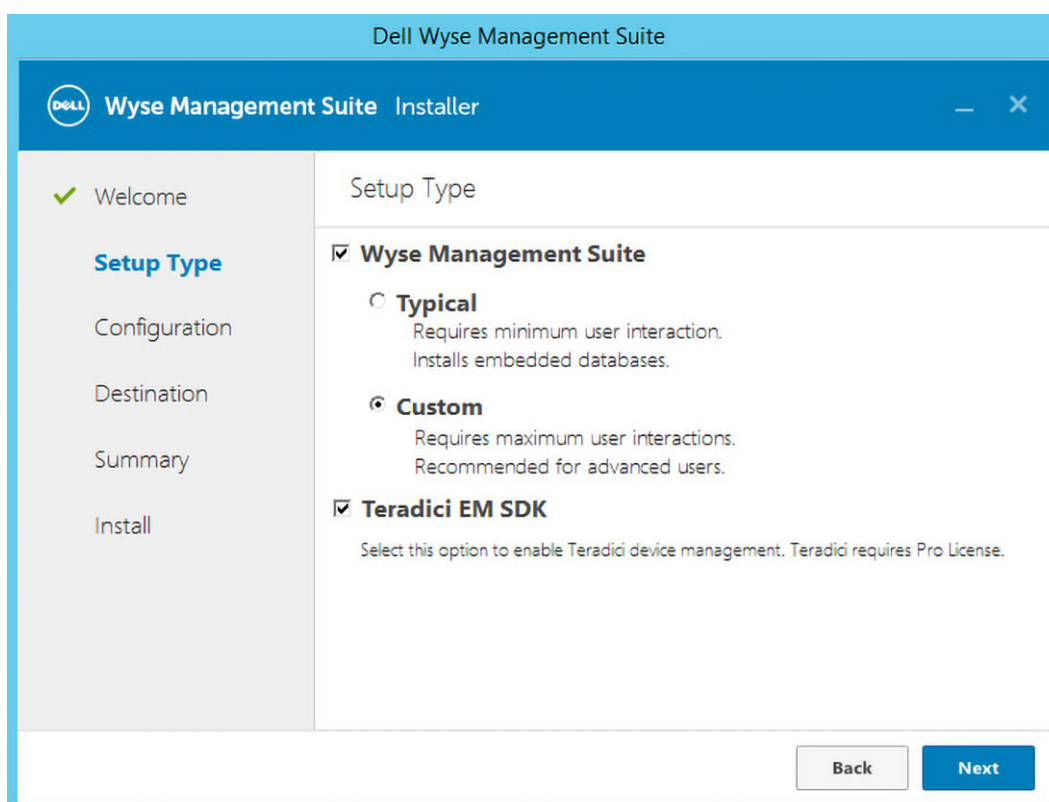 Dell Wyse Management Suite
DELL Wyse Management Suite Installer
Welcome
Setup Type
Configuration
Destination
Summary
Install
Setup Type
Wyse Management Suite
Typical
Requires minimum user interaction.
Installs embedded databases.
Custom
Requires maximum user interactions.
Recommended for advanced users.
Teradici EM SDK
Select this option to enable Teradici device management. Teradici requires Pro License.
Back Next